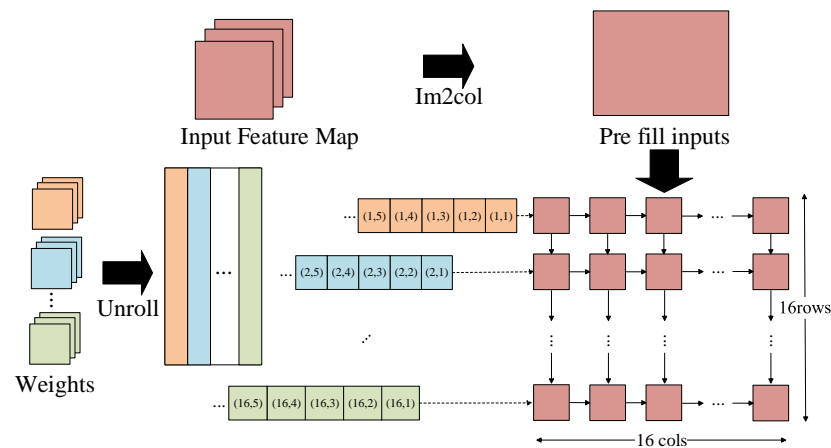 Im2col
Input Feature Map
Pre fill inputs
... (1,5) (1,4) (1,3) (1,2) (1,1) ...
... (2,5) (2,4) (2,3) (2,2) (2,1) ...
Unroll
...
16rows
Weights
... (16,5) (16,4) (16,3) (16,2) (16,1) ...
16 cols